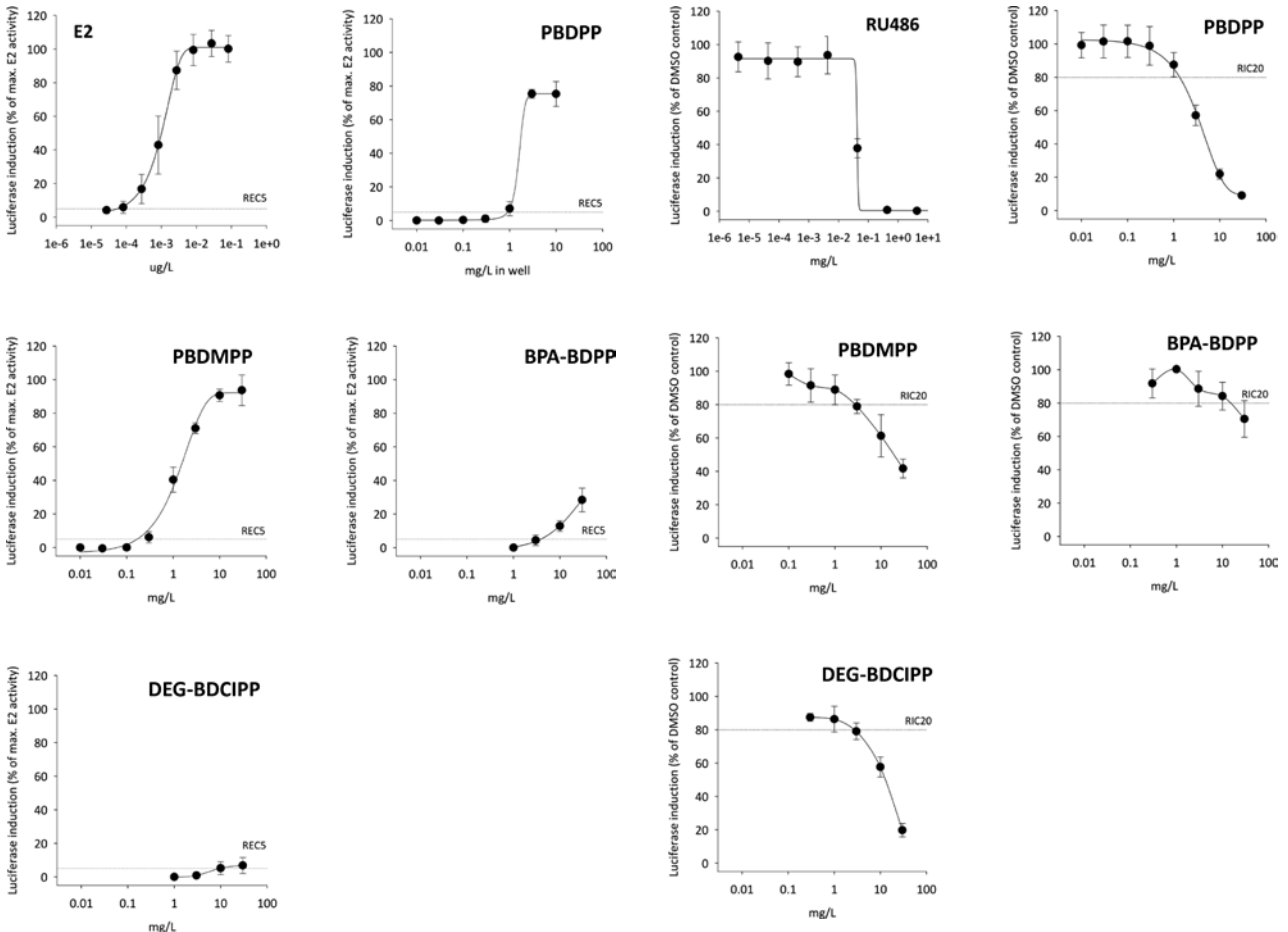 E2
Luciferase induction (% of max. E2 activity)
120
100
80
60
40
20
0
REC5
1e-6 1e-5 1e-4 1e-3 1e-2 1e-1 1e+0
ug/L
PBDPP
Luciferase induction (% of max. E2 activity)
120
100
80
60
40
20
0
REC5
0.01 0.1 1 10 100
mg/L in well
RU486
Luciferase induction (% of DMSO control)
120
100
80
60
40
20
0
1e-6 1e-5 1e-4 1e-3 1e-2 1e-1 1e+0 1e+1
mg/L
PBDPP
Luciferase induction (% of DMSO control)
120
100
80
60
40
20
0
RIC20
0.01 0.1 1 10 100
mg/L
PBDMPP
Luciferase induction (% of max. E2 activity)
120
100
80
60
40
20
0
REC5
0.01 0.1 1 10 100
mg/L
BPA-BDPP
Luciferase induction (% of max. E2 activity)
120
100
80
60
40
20
0
REC5
0.01 0.1 1 10 100
mg/L
PBDMPP
Luciferase induction (% of DMSO control)
120
100
80
60
40
20
0
RIC20
0.01 0.1 1 10 100
mg/L
BPA-BDPP
Luciferase induction (% of DMSO control)
120
100
80
60
40
20
0
RIC20
0.01 0.1 1 10 100
mg/L
DEG-BDCIPP
Luciferase induction (% of max. E2 activity)
120
100
80
60
40
20
0
REC5
0.01 0.1 1 10 100
mg/L
DEG-BDCIPP
Luciferase induction (% of DMSO control)
120
100
80
60
40
20
0
RIC20
0.01 0.1 1 10 100
mg/L